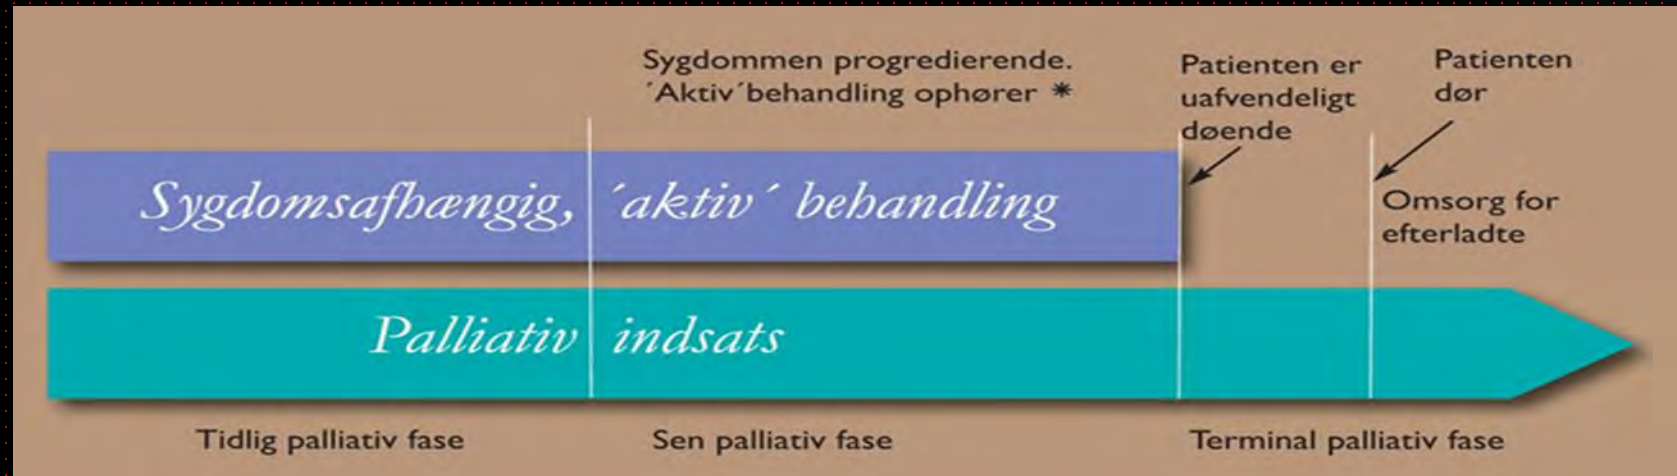 Sygdommen progredierende.
´Aktiv´behandling ophører *
Patienten er
uafvendeligt
døende
Patienten
dør
Sygdomsafhængig, ´aktiv´ behandling
Omsorg for
efterladte
Palliativ indsats
Tidlig palliativ fase
Sen palliativ fase
Terminal palliativ fase